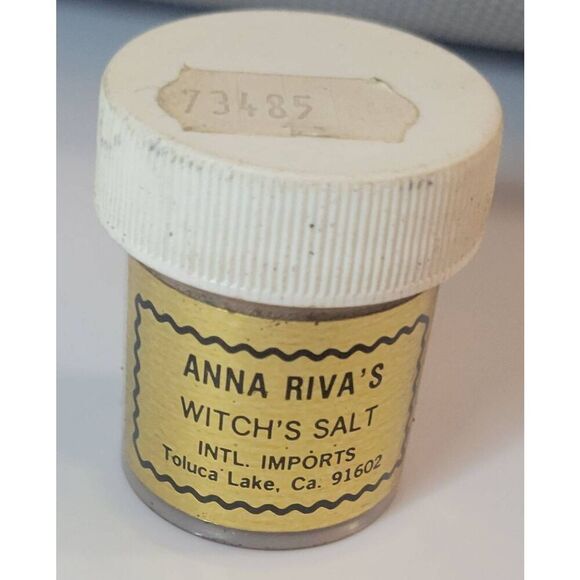 73485
ANNA RIVA'S
WITCH'S SALT
INTL. IMPORTS
Toluca Lake, Ca. 91602